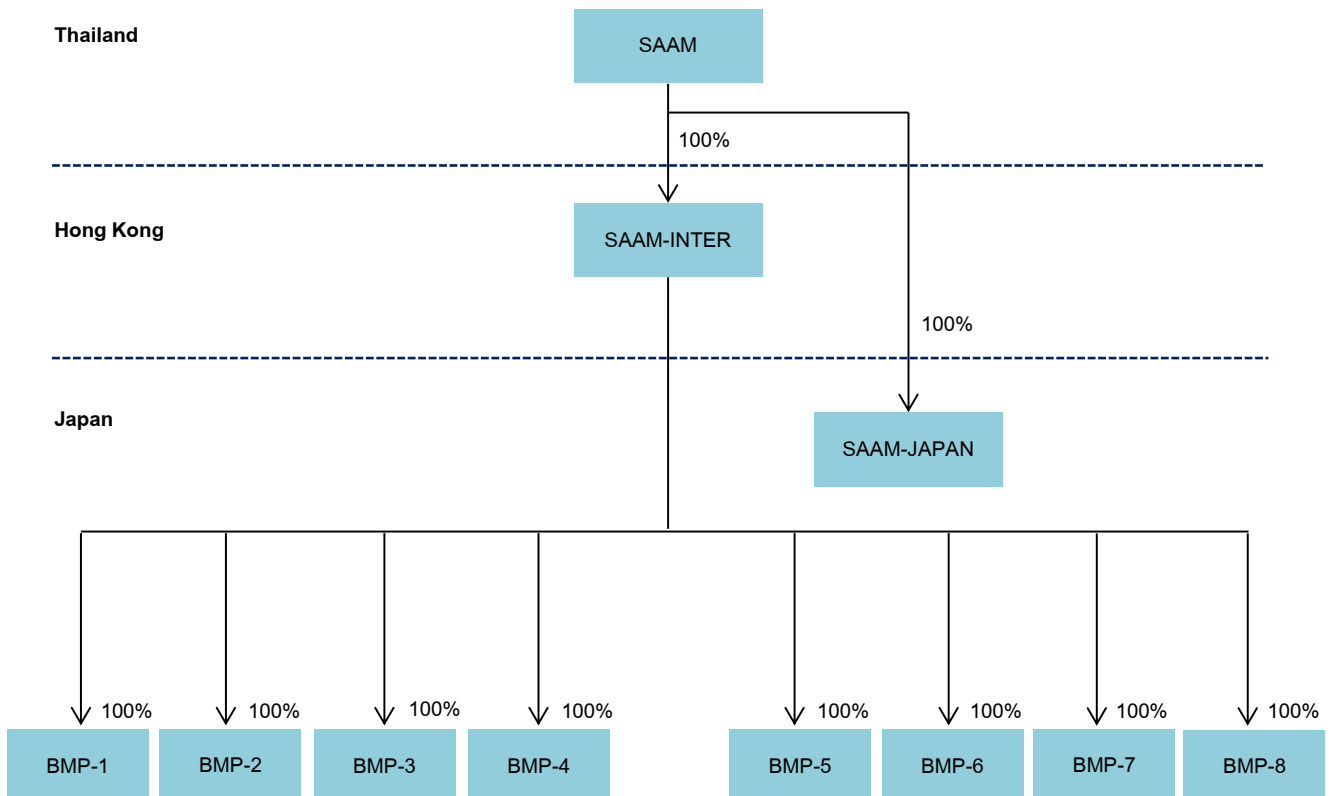 Thailand
SAAM
100%
Hong Kong
SAAM-INTER
100%
Japan
SAAM-JAPAN
100%
100%
100%
100%
100%
100%
100%
100%
BMP-1
BMP-2
BMP-3
BMP-4
BMP-5
BMP-6
BMP-7
BMP-8